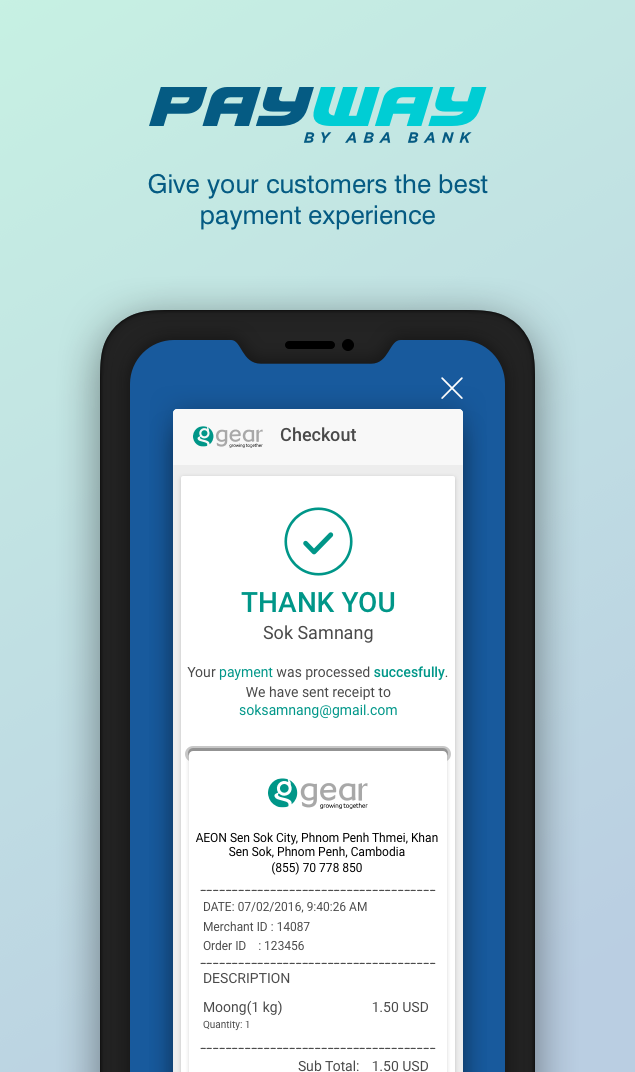 PAYWAY
BY ABA BANK
Give your customers the best
payment experience
g gear
growing together
Checkout
THANK YOU
Sok Samnang
Your payment was processed succesfully.
We have sent receipt to
soksamnang@gmail.com
g gear
growing together
AEON Sen Sok City, Phnom Penh Thmei, Khan
Sen Sok, Phnom Penh, Cambodia
(855) 70 778 850
DATE: 07/02/2016, 9:40:26 AM
Merchant ID : 14087
Order ID : 123456
DESCRIPTION
Moong(1 kg) 1.50 USD
Quantity: 1
Sub Total: 1.50 USD